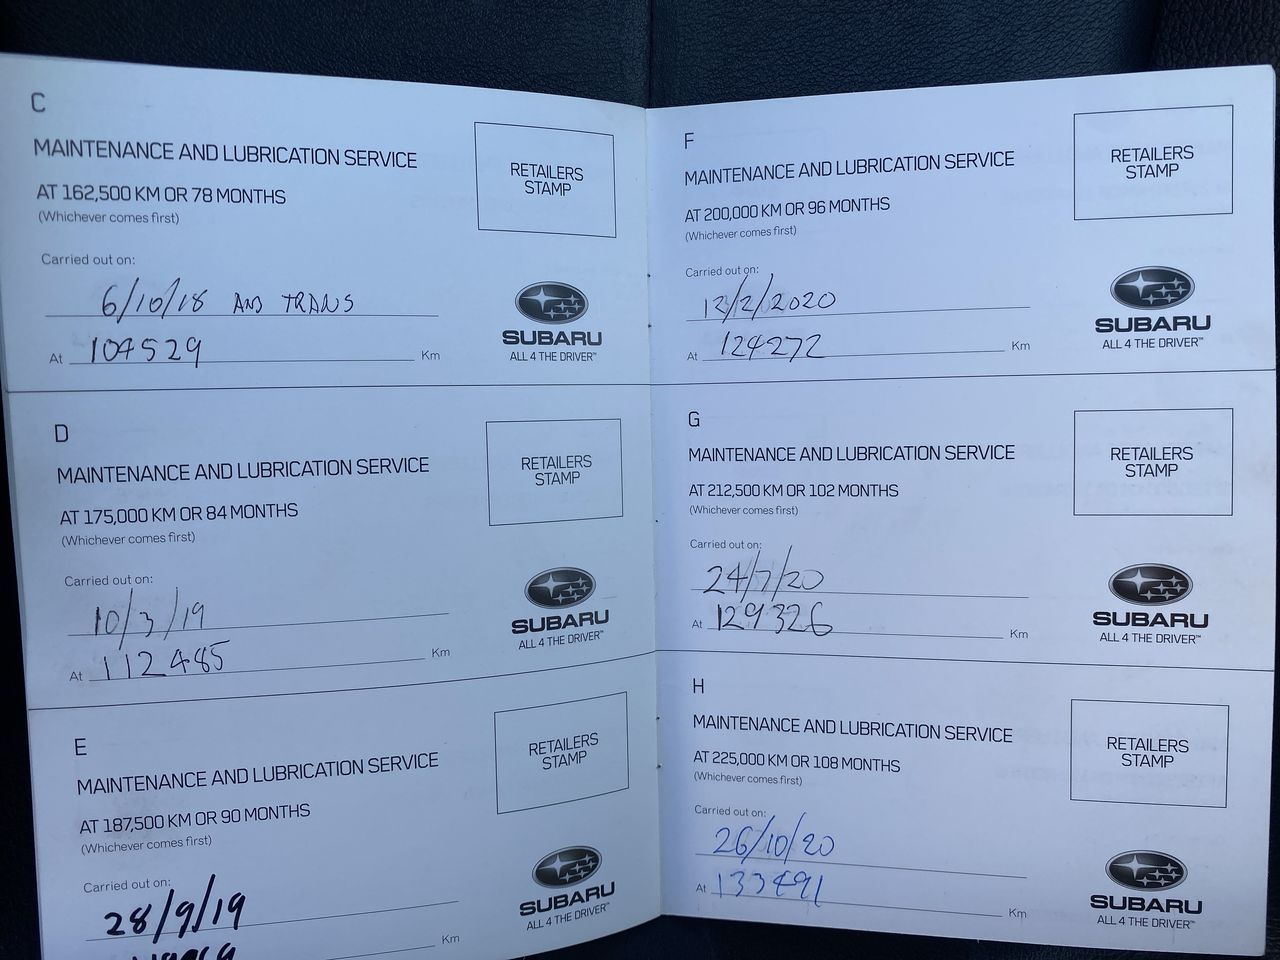 C
MAINTENANCE AND LUBRICATION SERVICE
AT 162,500 KM OR 78 MONTHS
(Whichever comes first)
RETAILERS
STAMP
Carried out on:
6/10/18 AND TRANS
At 104529 Km
SUBARU
ALL 4 THE DRIVER™
D
MAINTENANCE AND LUBRICATION SERVICE
AT 175,000 KM OR 84 MONTHS
(Whichever comes first)
RETAILERS
STAMP
Carried out on:
10/3/19
At 112485 Km
SUBARU
ALL 4 THE DRIVER™
E
MAINTENANCE AND LUBRICATION SERVICE
AT 187,500 KM OR 90 MONTHS
(Whichever comes first)
RETAILERS
STAMP
Carried out on:
28/9/19
Km
SUBARU
ALL 4 THE DRIVER™
F
MAINTENANCE AND LUBRICATION SERVICE
AT 200,000 KM OR 96 MONTHS
(Whichever comes first)
RETAILERS
STAMP
Carried out on:
12/2/2020
At 124272 Km
SUBARU
ALL 4 THE DRIVER™
G
MAINTENANCE AND LUBRICATION SERVICE
AT 212,500 KM OR 102 MONTHS
(Whichever comes first)
RETAILERS
STAMP
Carried out on:
24/7/20
At 129326 Km
SUBARU
ALL 4 THE DRIVER™
H
MAINTENANCE AND LUBRICATION SERVICE
AT 225,000 KM OR 108 MONTHS
(Whichever comes first)
RETAILERS
STAMP
Carried out on:
26/10/20
At 133491 Km
SUBARU
ALL 4 THE DRIVER™